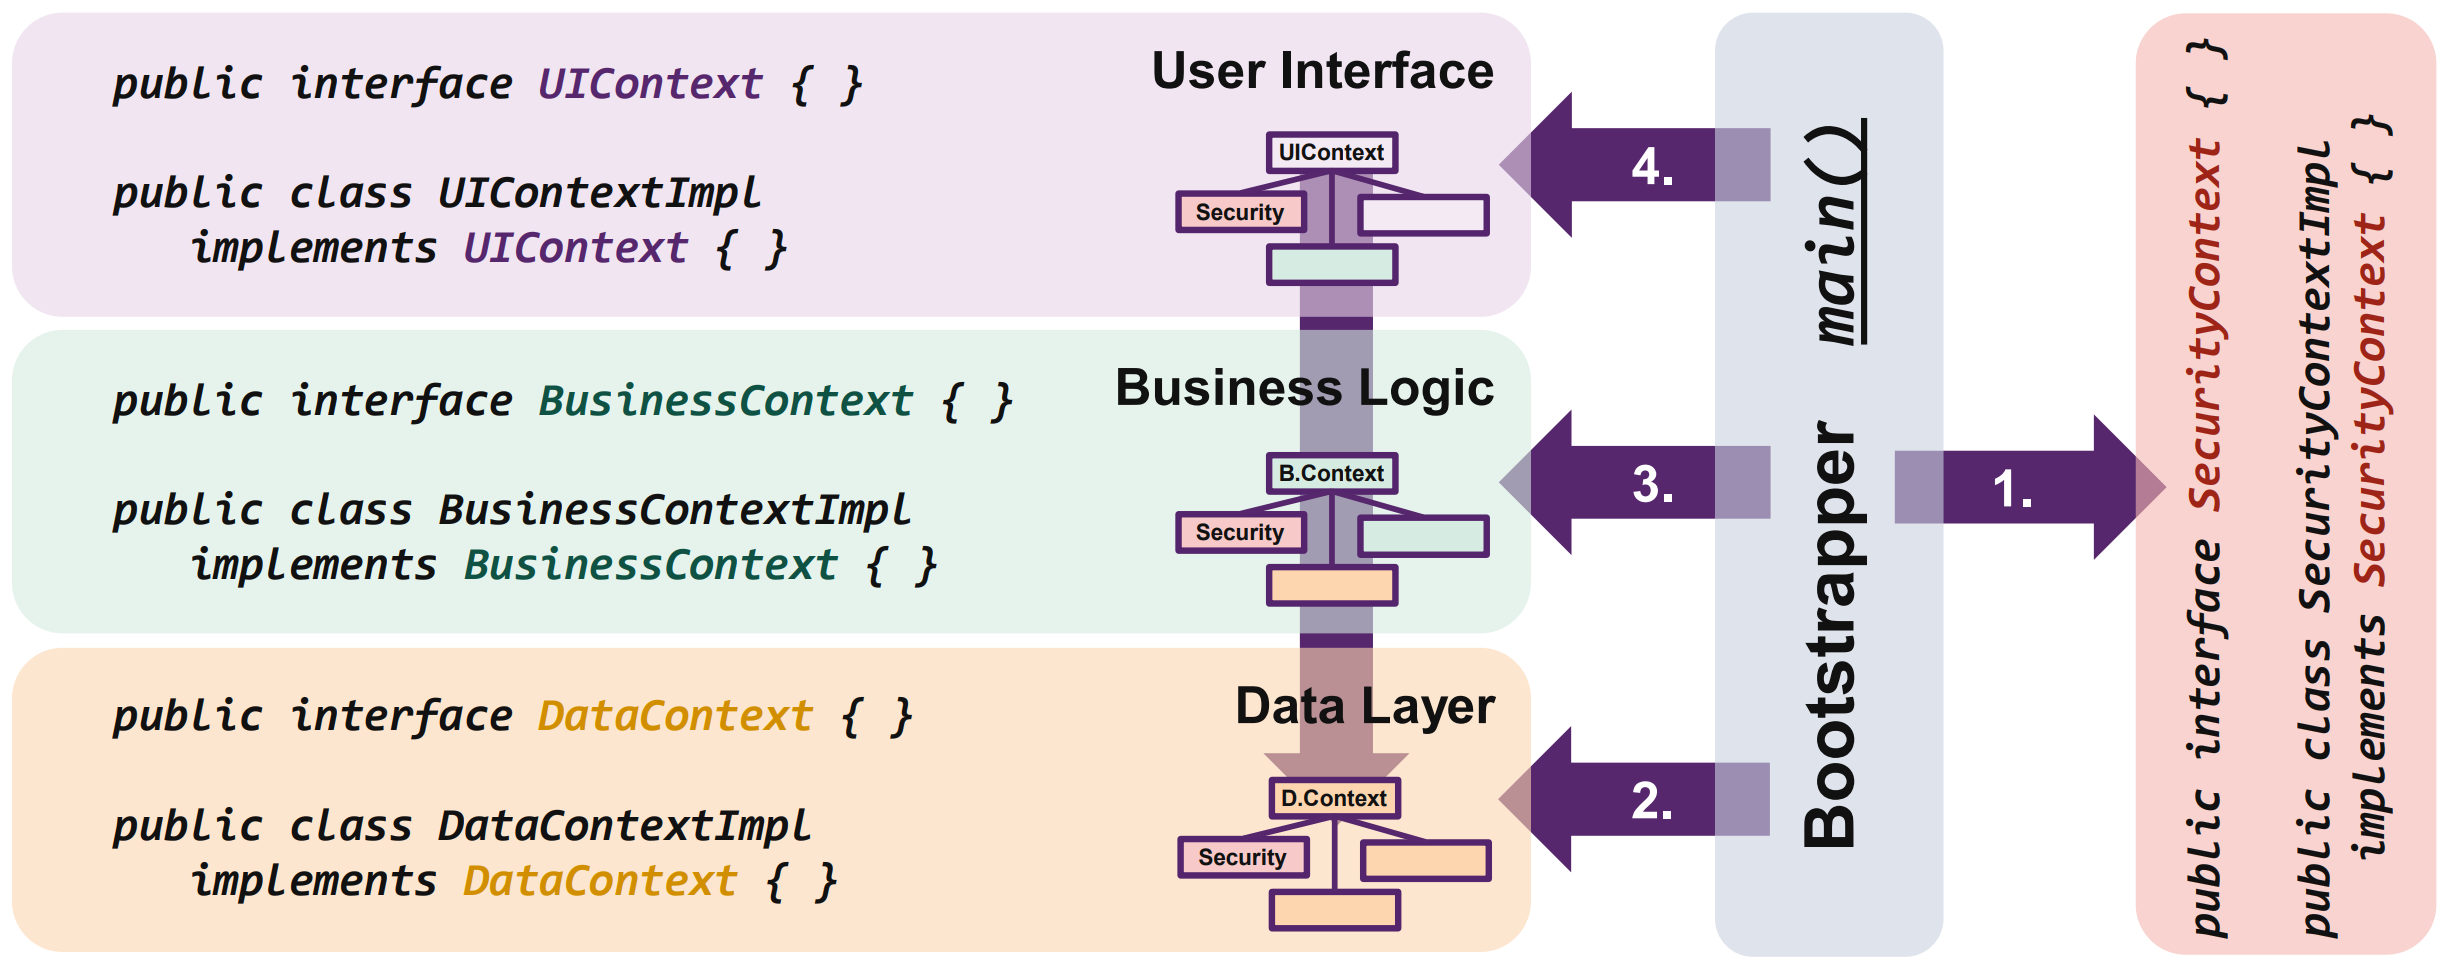 public interface UIContext { }
public class UIContextImpl
implements UIContext { }
User Interface
UIContext
Security
public interface BusinessContext { }
public class BusinessContextImpl
implements BusinessContext { }
Business Logic
B.Context
Security
public interface DataContext { }
public class DataContextImpl
implements DataContext { }
Data Layer
D.Context
Security
4.
3.
2.
Bootstrapper main()
1.
public interface SecurityContext { }
public class SecurityContextImpl
implements SecurityContext { }